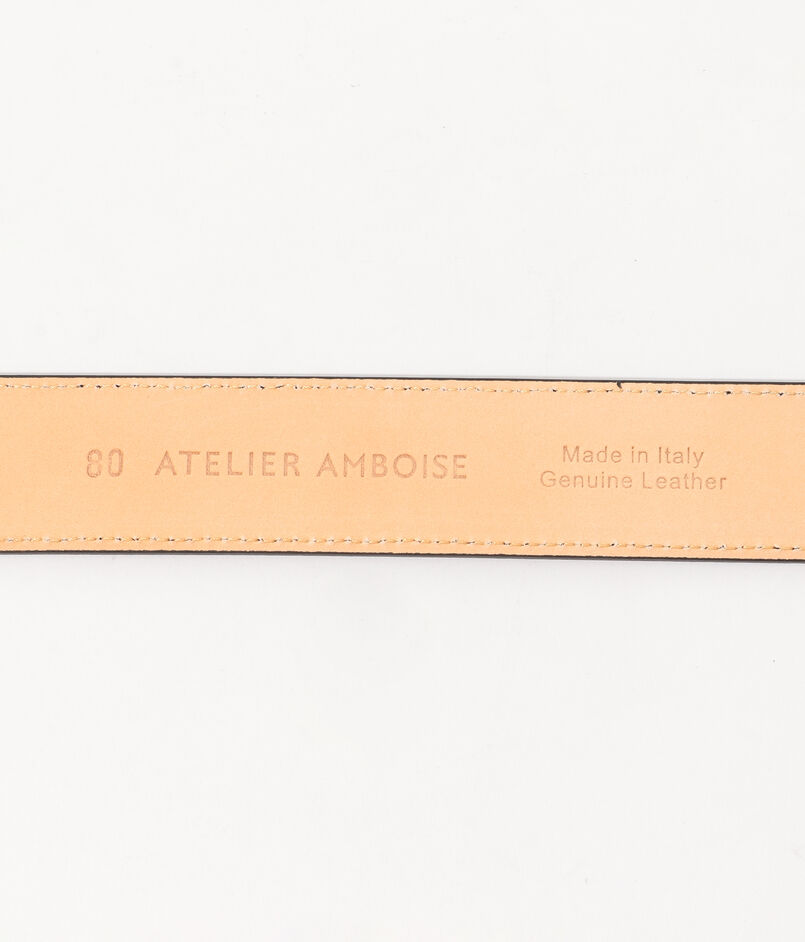 80 ATELIER AMBOISE
Made in Italy
Genuine Leather